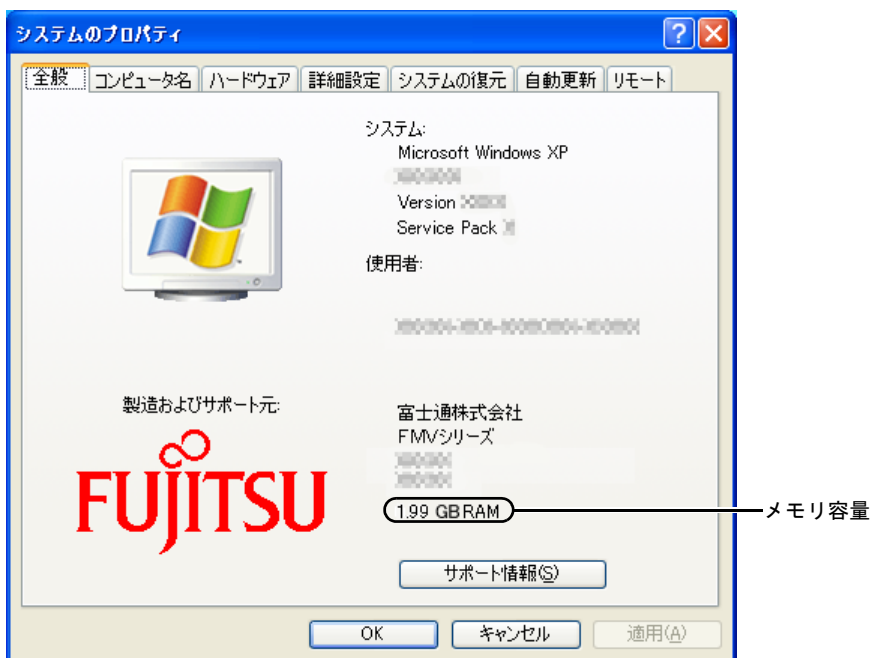 システムのプロパティ
全般 コンピュータ名 ハードウェア 詳細設定 システムの復元 自動更新 リモート
システム:
Microsoft Windows XP
Version
Service Pack
使用者:
製造およびサポート元:
富士通株式会社
FMVシリーズ
FUJITSU
1.99 GB RAM
メモリ容量
サポート情報(S)
OK キャンセル 適用(A)